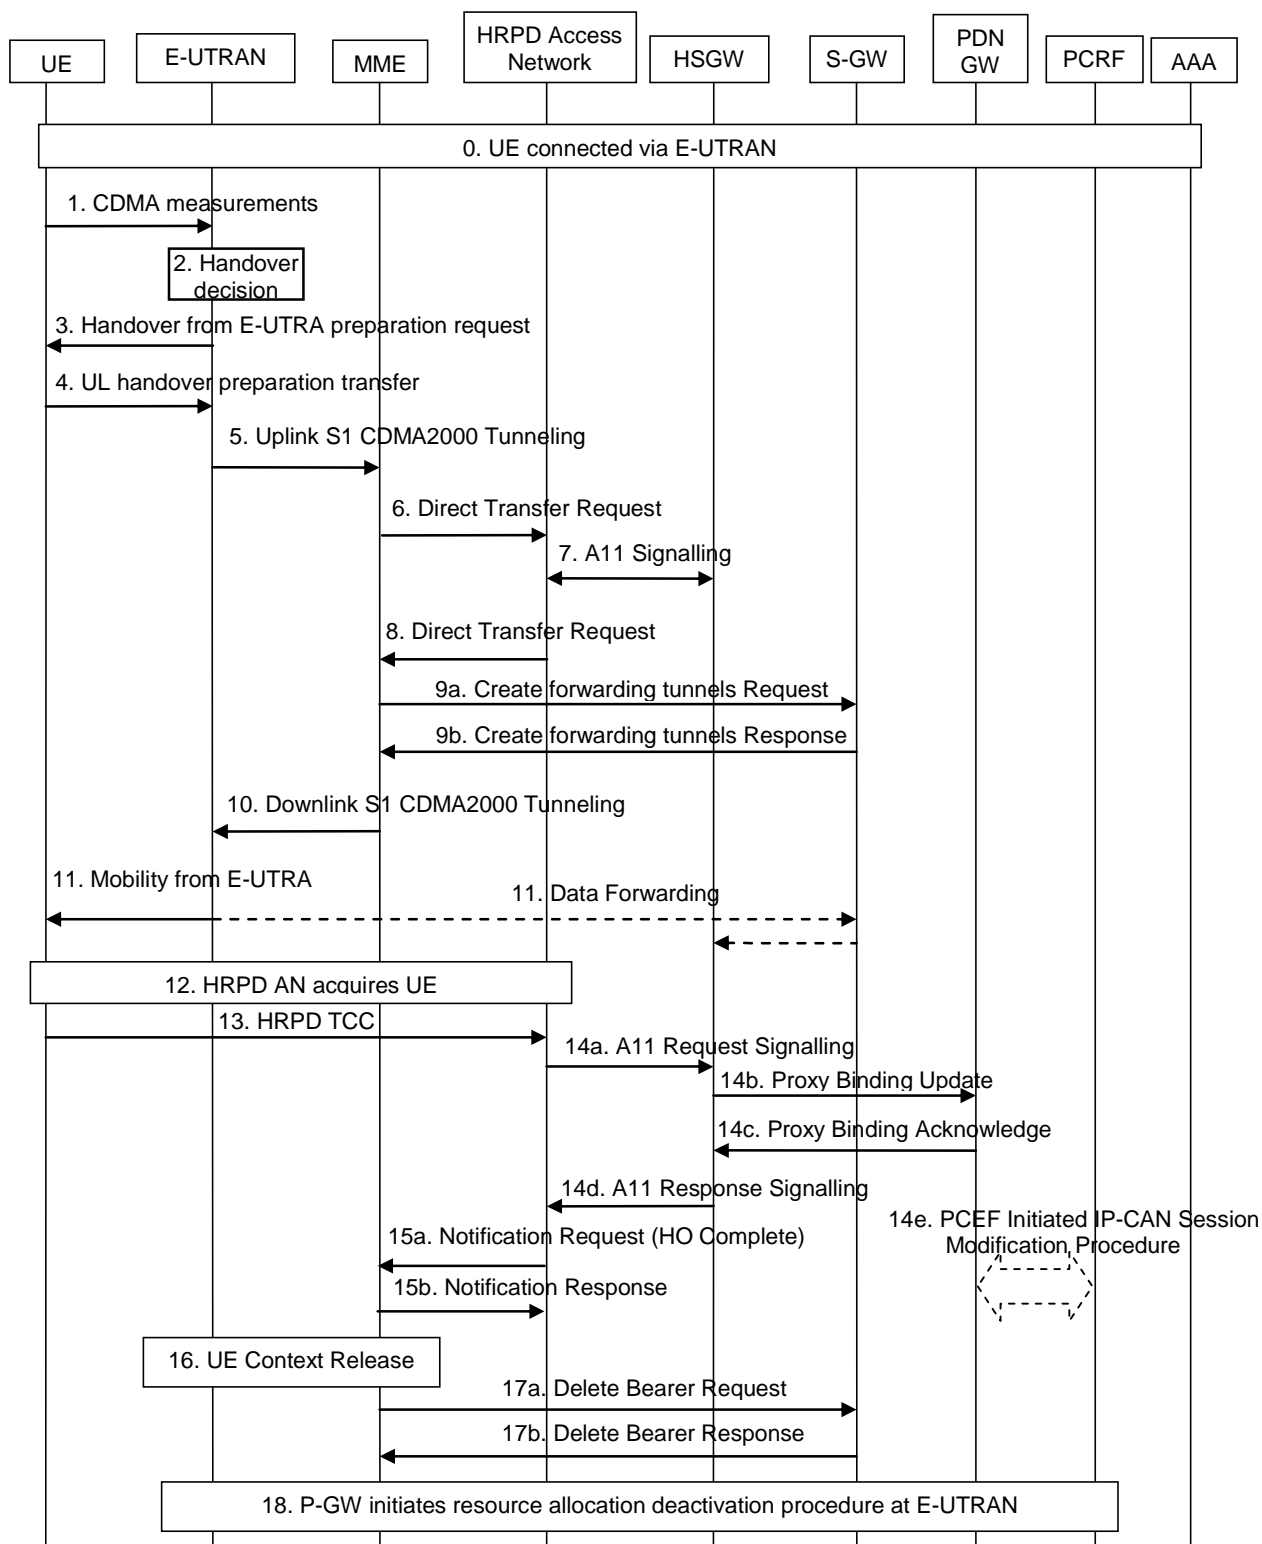 UE
E-UTRAN
MME
HRPD Access
Network
HSGW
S-GW
PDN
GW
PCRF
AAA
0. UE connected via E-UTRAN
1. CDMA measurements
2. Handover
decision
3. Handover from E-UTRA preparation request
4. UL handover preparation transfer
5. Uplink S1 CDMA2000 Tunneling
6. Direct Transfer Request
7. A11 Signalling
8. Direct Transfer Request
9a. Create forwarding tunnels Request
9b. Create forwarding tunnels Response
10. Downlink S1 CDMA2000 Tunneling
11. Mobility from E-UTRA
11. Data Forwarding
12. HRPD AN acquires UE
13. HRPD TCC
14a. A11 Request Signalling
14b. Proxy Binding Update
14c. Proxy Binding Acknowledge
14d. A11 Response Signalling
14e. PCEF Initiated IP-CAN Session
Modification Procedure
15a. Notification Request (HO Complete)
15b. Notification Response
16. UE Context Release
17a. Delete Bearer Request
17b. Delete Bearer Response
18. P-GW initiates resource allocation deactivation procedure at E-UTRAN